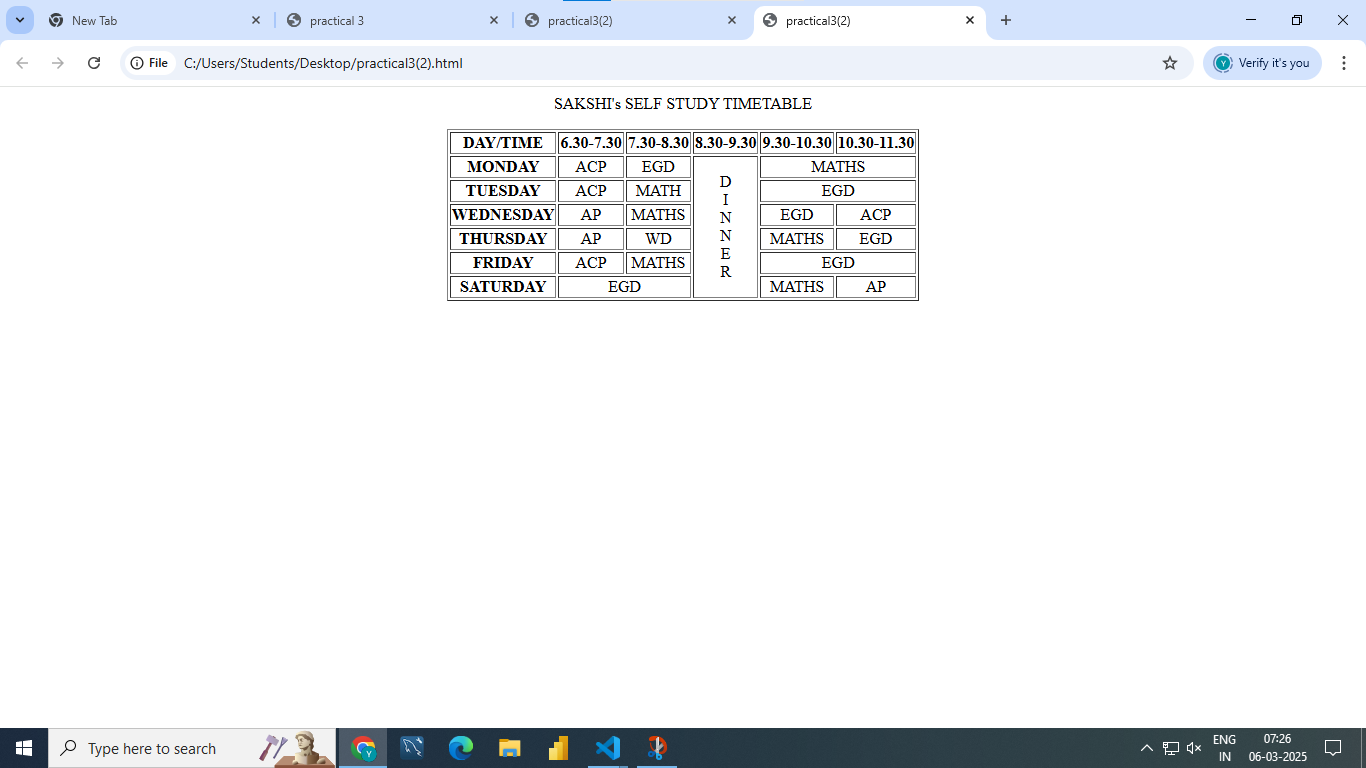 New Tab
practical 3
practical3(2)
practical3(2)
File
C:/Users/Students/Desktop/practical3(2).html
Y
Verify it's you
SAKSHI's SELF STUDY TIMETABLE
DAY/TIME 6.30-7.30 7.30-8.30 8.30-9.30 9.30-10.30 10.30-11.30
MONDAY ACP EGD MATHS
TUESDAY ACP MATH EGD
WEDNESDAY AP MATHS EGD ACP
THURSDAY AP WD MATHS EGD
FRIDAY ACP MATHS EGD
SATURDAY EGD MATHS AP
D
I
N
N
E
R
Type here to search
Y
ENG
IN
07:26
06-03-2025